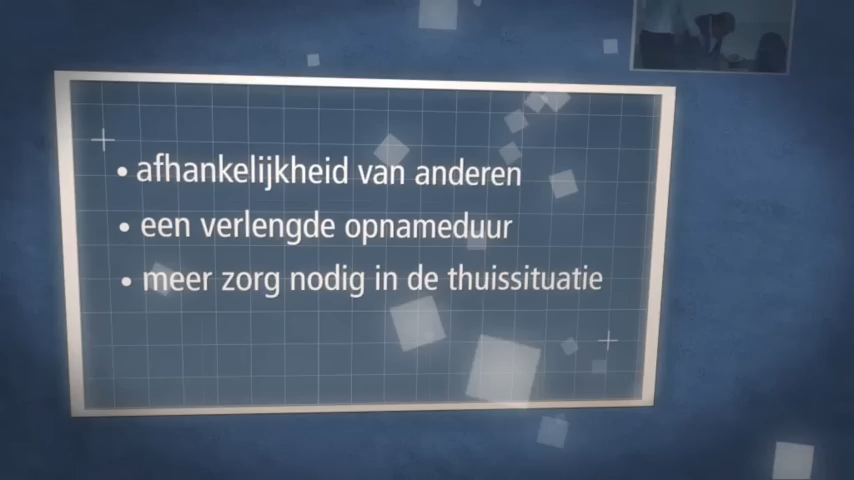 • afhankelijkheid van anderen
• een verlengde opnameduur
• meer zorg nodig in de thuissituatie